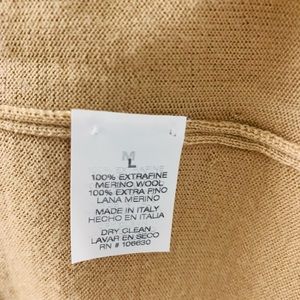 M
L
100% EXTRAFINE
MERINO WOOL
100% EXTRA FINO
LANA MERINO
MADE IN ITALY
HECHO EN ITALIA
DRY CLEAN
LAVAR EN SECO
RN # 106630